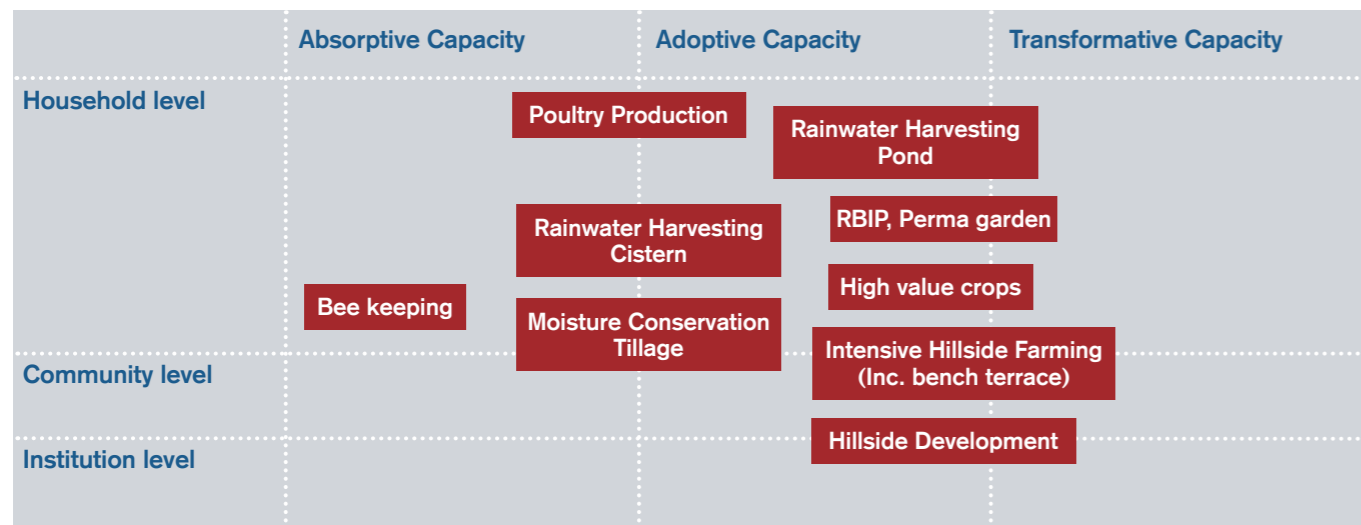 Absorptive Capacity
Adoptive Capacity
Transformative Capacity
Household level
Poultry Production
Rainwater Harvesting
Pond
RBIP, Perma garden
Rainwater Harvesting
Cistern
High value crops
Bee keeping
Moisture Conservation
Tillage
Intensive Hillside Farming
(Inc. bench terrace)
Community level
Hillside Development
Institution level